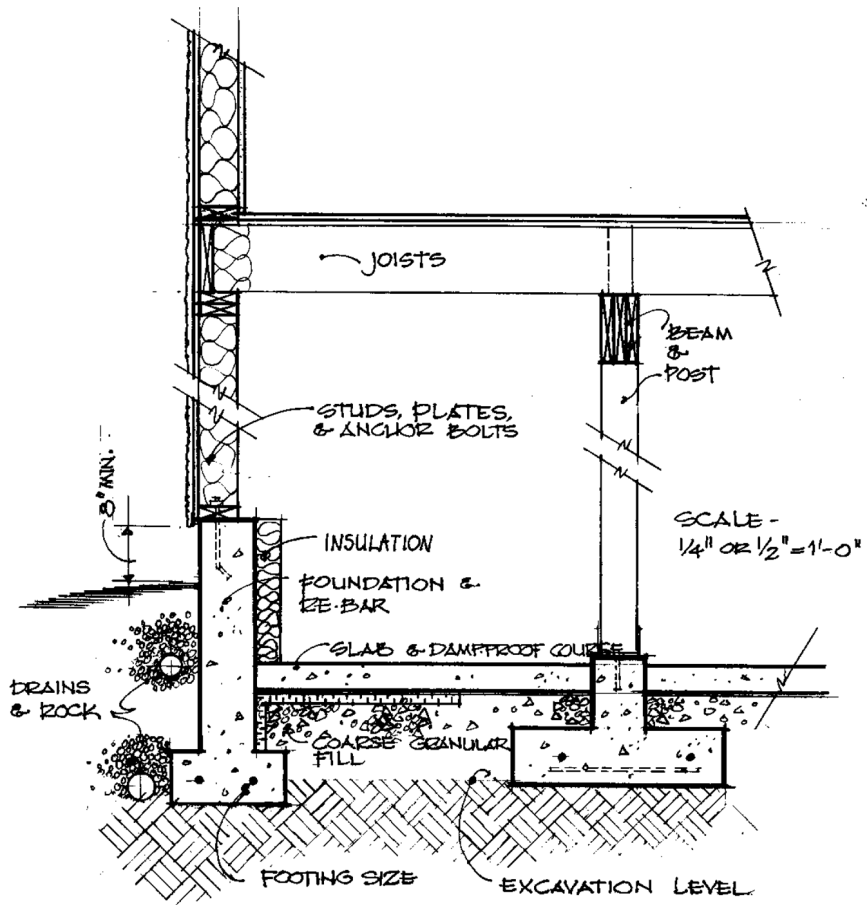 JOISTS
BEAM
&
POST
STUDS, PLATES,
& ANCHOR BOLTS
8" MIN.
SCALE -
1/4" OR 1/2" = 1'-0"
INSULATION
FOUNDATION &
RE-BAR
SLAB & DAMPPROOF COURSE
DRAINS
& ROCK
COARSE GRANULAR
FILL
FOOTING SIZE
EXCAVATION LEVEL